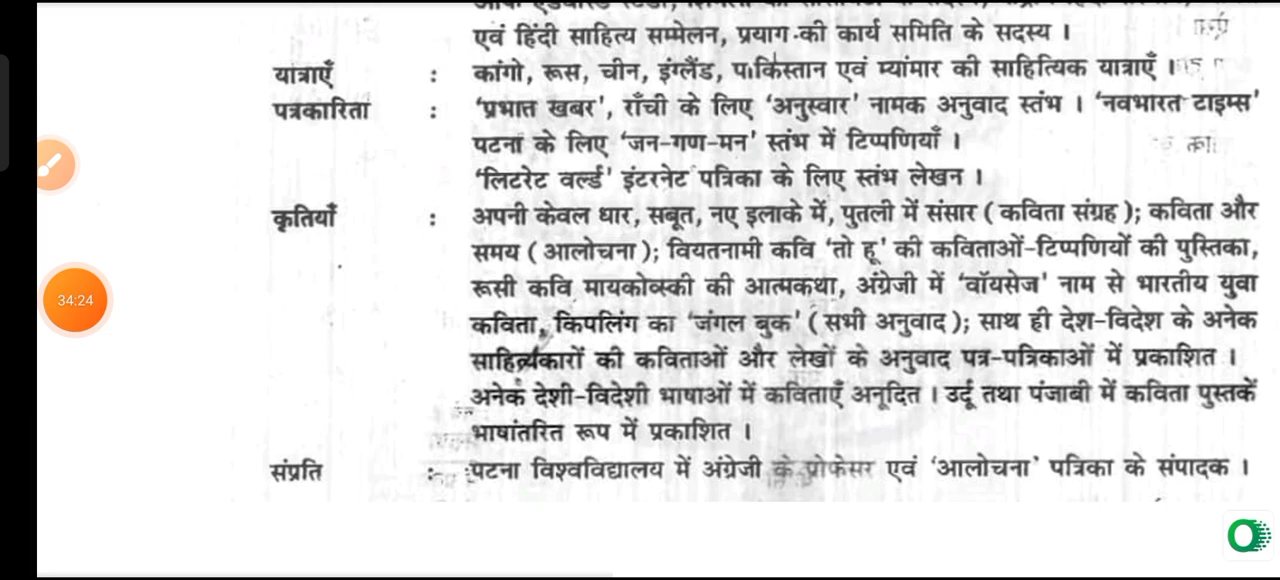 एवं हिंदी साहित्य सम्मेलन, प्रयाग की कार्य समिति के सदस्य ।
यात्राएँ : कांगो, रूस, चीन, इंग्लैंड, पाकिस्तान एवं म्यांमार की साहित्यिक यात्राएँ ।
पत्रकारिता : 'प्रभात खबर', राँची के लिए 'अनुस्वार' नामक अनुवाद स्तंभ । 'नवभारत टाइम्स'
पटना के लिए 'जन-गण-मन' स्तंभ में टिप्पणियाँ ।
'लिटरेट वर्ल्ड' इंटरनेट पत्रिका के लिए स्तंभ लेखन ।
कृतियाँ : अपनी केवल धार, सबूत, नए इलाके में, पुतली में संसार (कविता संग्रह); कविता और
समय (आलोचना); वियतनामी कवि 'तो हू' की कविताओं-टिप्पणियों की पुस्तिका,
रूसी कवि मायकोव्स्की की आत्मकथा, अंग्रेजी में 'वॉयसेज' नाम से भारतीय युवा
कविता, किपलिंग का 'जंगल बुक' (सभी अनुवाद); साथ ही देश-विदेश के अनेक
साहित्यकारों की कविताओं और लेखों के अनुवाद पत्र-पत्रिकाओं में प्रकाशित ।
अनेक देशी-विदेशी भाषाओं में कविताएँ अनूदित । उर्दू तथा पंजाबी में कविता पुस्तकें
भाषांतरित रूप में प्रकाशित ।
संप्रति : पटना विश्वविद्यालय में अंग्रेजी के प्रोफेसर एवं 'आलोचना' पत्रिका के संपादक ।
34:24